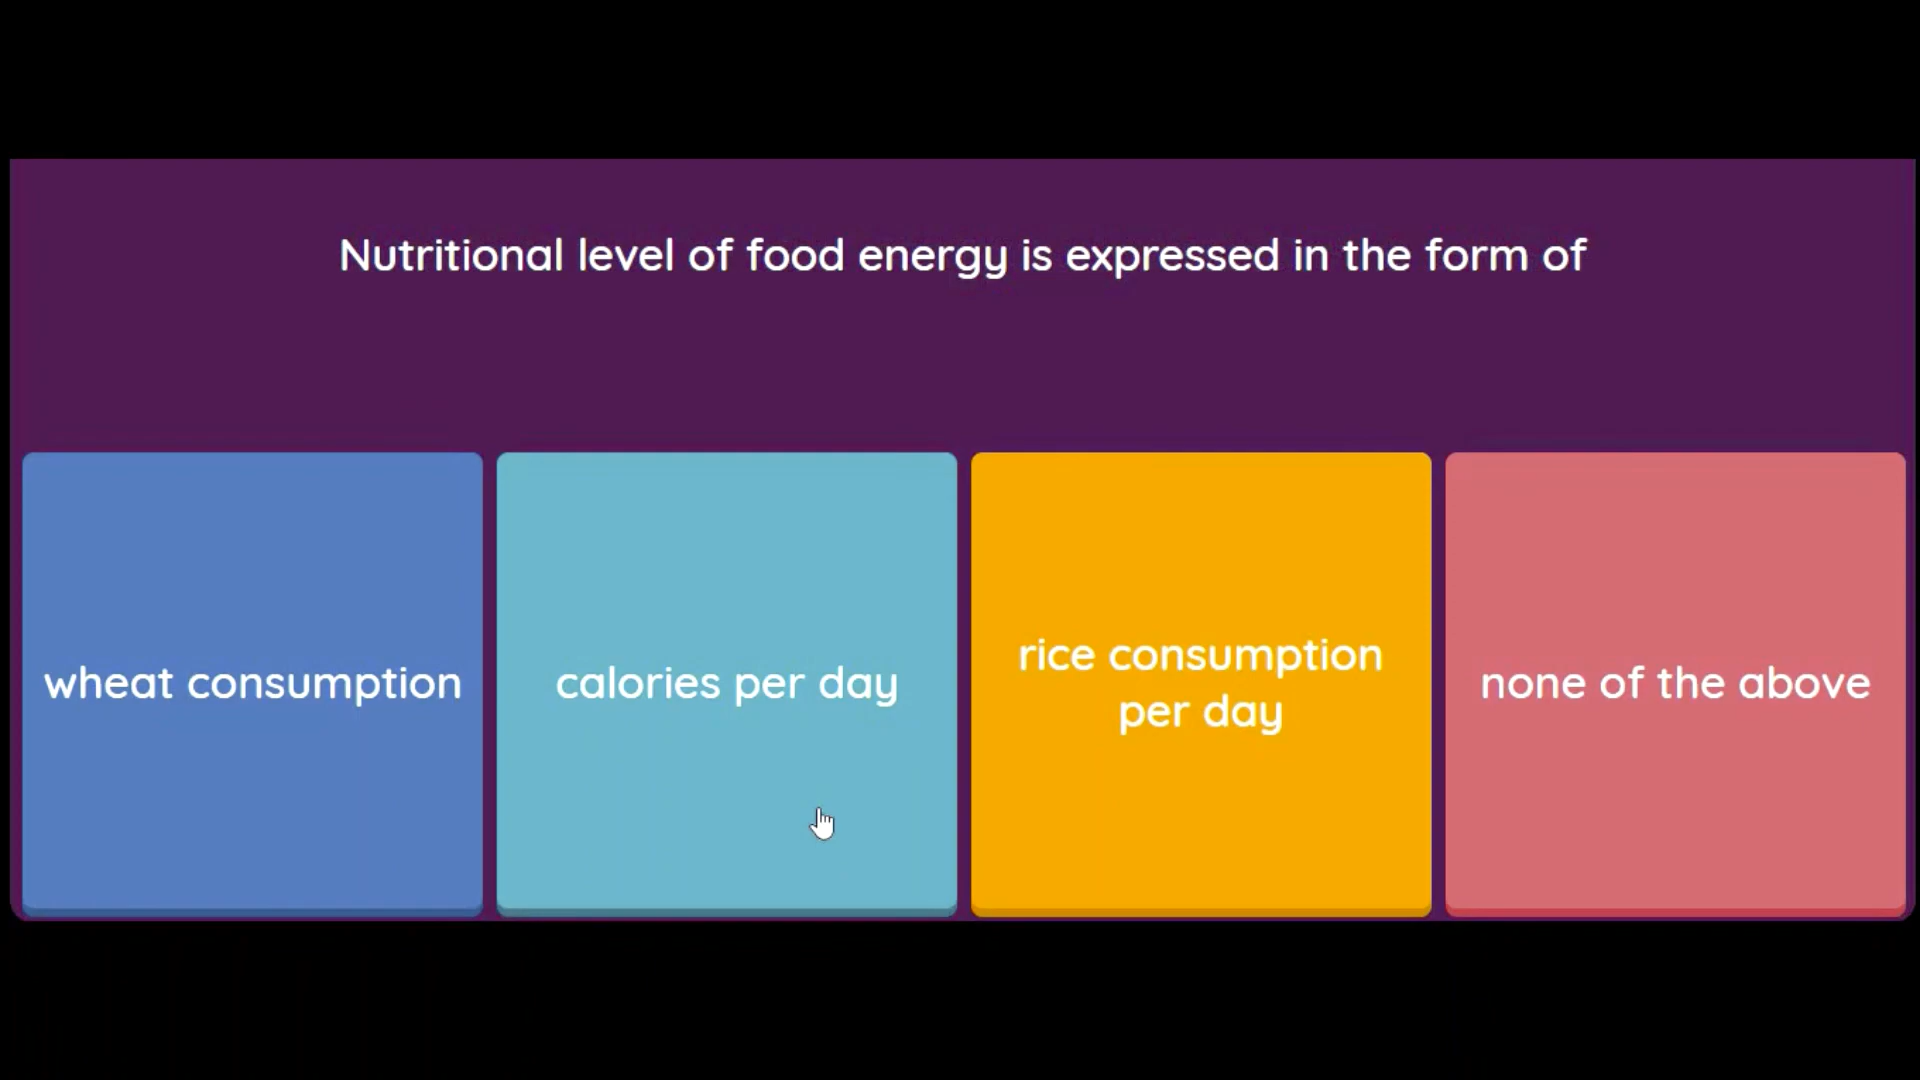 Nutritional level of food energy is expressed in the form of
wheat consumption
calories per day
rice consumption
per day
none of the above